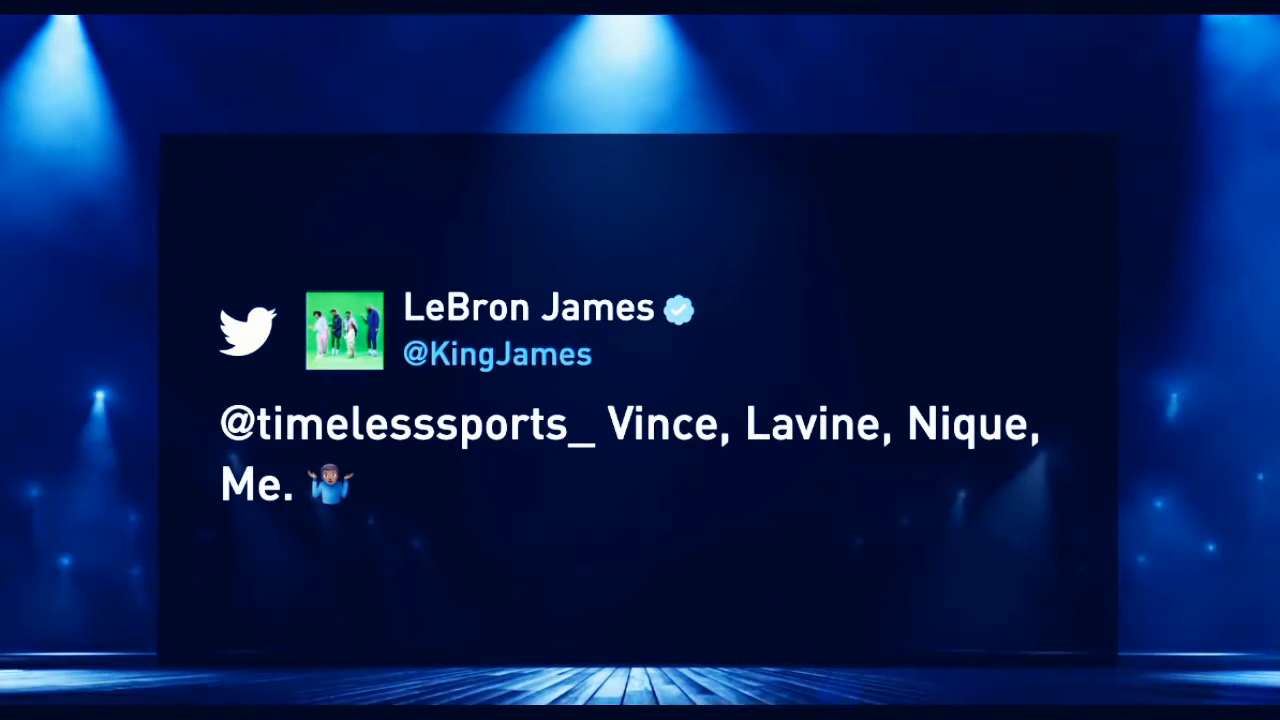 LeBron James
@KingJames
@timelesssports_ Vince, Lavine, Nique,
Me. 🤷🏽‍♂️